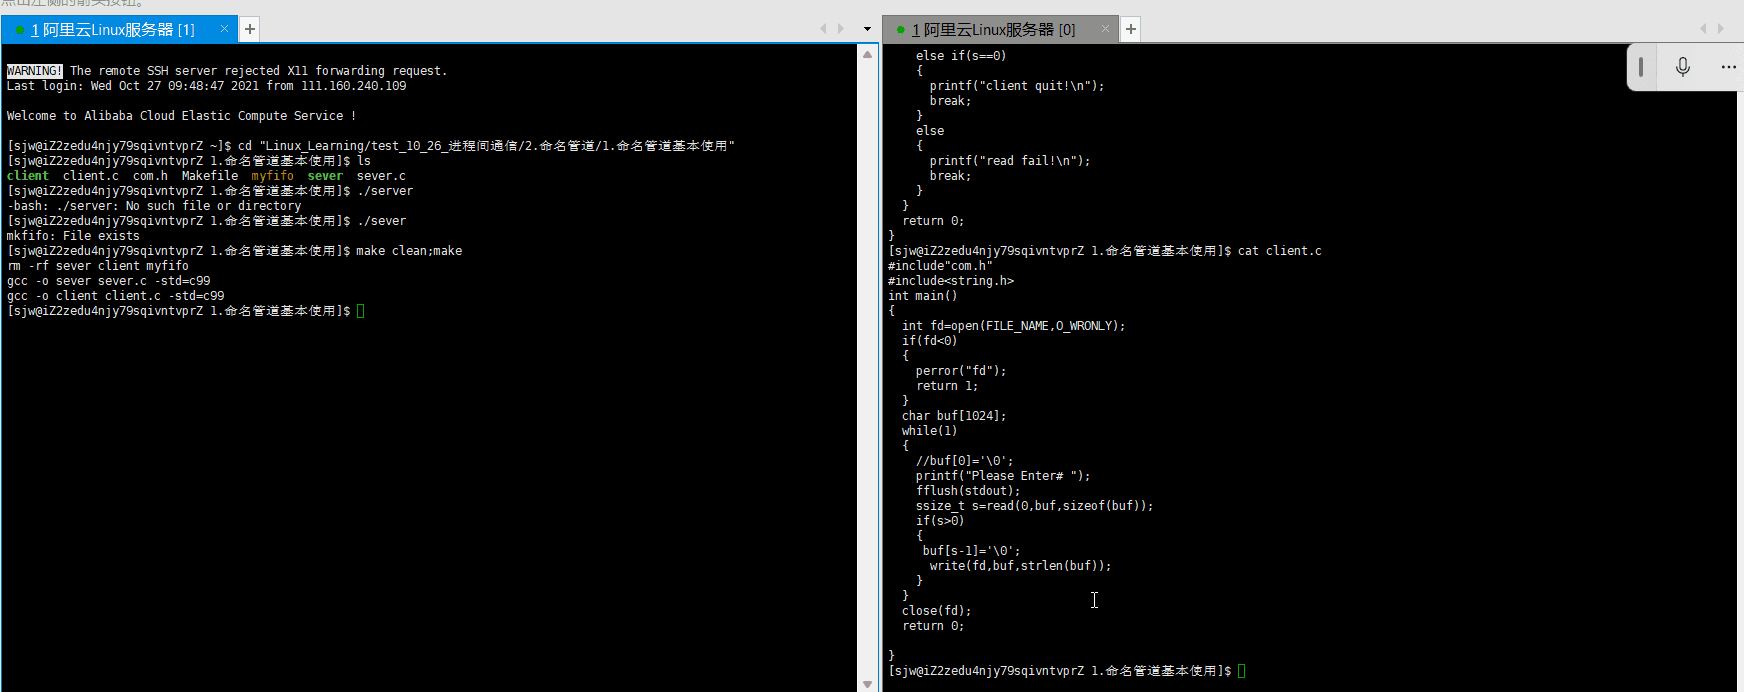 点击左侧的箭头按钮。
1 阿里云Linux服务器 [1]
WARNING! The remote SSH server rejected X11 forwarding request.
Last login: Wed Oct 27 09:48:47 2021 from 111.160.240.109
Welcome to Alibaba Cloud Elastic Compute Service !
[sjw@iZ2zedu4njy79sqivntvprZ ~]$ cd "Linux_Learning/test_10_26_进程间通信/2.命名管道/1.命名管道基本使用"
[sjw@iZ2zedu4njy79sqivntvprZ 1.命名管道基本使用]$ ls
client  client.c  com.h  Makefile  myfifo  sever  sever.c
[sjw@iZ2zedu4njy79sqivntvprZ 1.命名管道基本使用]$ ./server
-bash: ./server: No such file or directory
[sjw@iZ2zedu4njy79sqivntvprZ 1.命名管道基本使用]$ ./sever
mkfifo: File exists
[sjw@iZ2zedu4njy79sqivntvprZ 1.命名管道基本使用]$ make clean;make
rm -rf sever client myfifo
gcc -o sever sever.c -std=c99
gcc -o client client.c -std=c99
[sjw@iZ2zedu4njy79sqivntvprZ 1.命名管道基本使用]$
1 阿里云Linux服务器 [0]
    else if(s==0)
    {
      printf("client quit!\n");
      break;
    }
    else
    {
      printf("read fail!\n");
      break;
    }
  }
  return 0;
}
[sjw@iZ2zedu4njy79sqivntvprZ 1.命名管道基本使用]$ cat client.c
#include"com.h"
#include<string.h>
int main()
{
  int fd=open(FILE_NAME,O_WRONLY);
  if(fd<0)
  {
    perror("fd");
    return 1;
  }
  char buf[1024];
  while(1)
  {
    //buf[0]='\0';
    printf("Please Enter# ");
    fflush(stdout);
    ssize_t s=read(0,buf,sizeof(buf));
    if(s>0)
    {
     buf[s-1]='\0';
      write(fd,buf,strlen(buf));
    }
  }
  close(fd);
  return 0;
}
[sjw@iZ2zedu4njy79sqivntvprZ 1.命名管道基本使用]$